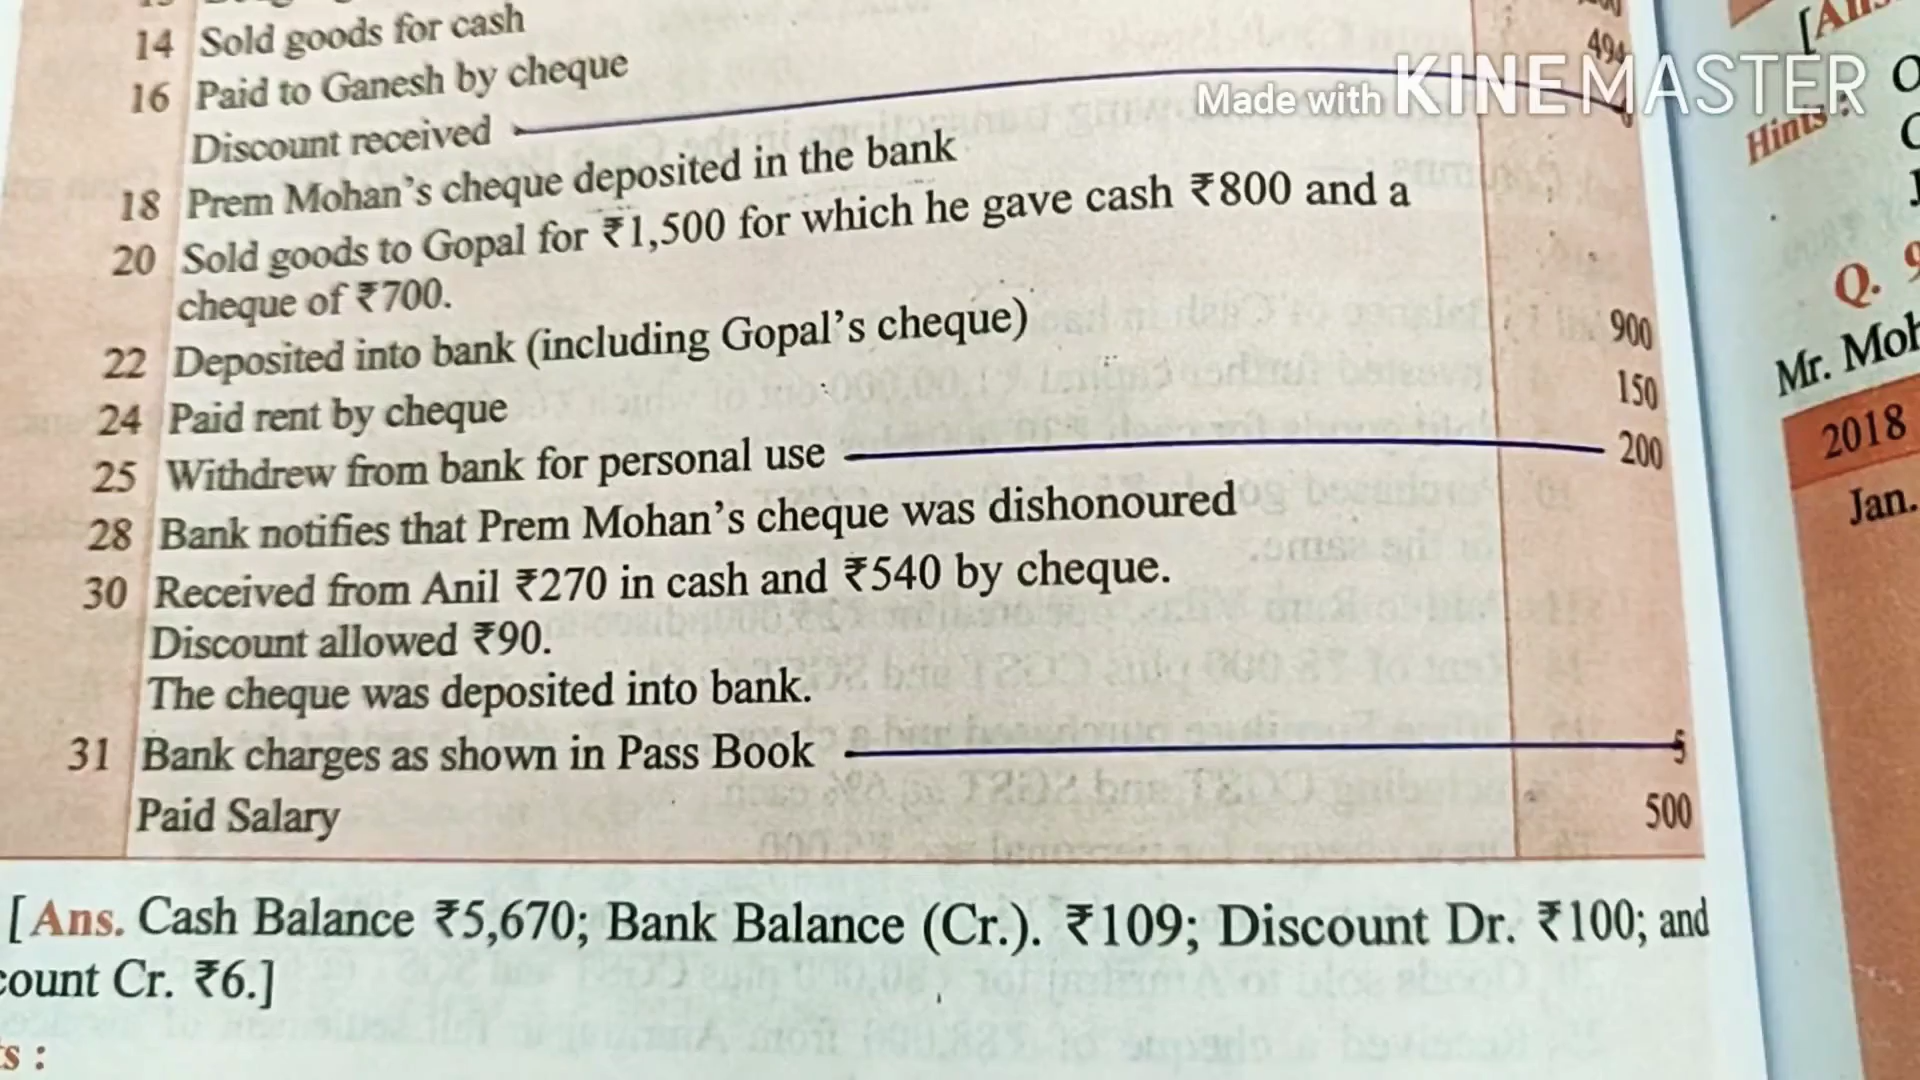 14 Sold goods for cash
16 Paid to Ganesh by cheque 494
Discount received
18 Prem Mohan's cheque deposited in the bank
20 Sold goods to Gopal for ₹1,500 for which he gave cash ₹800 and a
cheque of ₹700.
22 Deposited into bank (including Gopal's cheque) 900
24 Paid rent by cheque 150
25 Withdrew from bank for personal use 200
28 Bank notifies that Prem Mohan's cheque was dishonoured
30 Received from Anil ₹270 in cash and ₹540 by cheque.
Discount allowed ₹90.
The cheque was deposited into bank.
31 Bank charges as shown in Pass Book 5
Paid Salary 500
[Ans. Cash Balance ₹5,670; Bank Balance (Cr.). ₹109; Discount Dr. ₹100; and
count Cr. ₹6.]
s :
Made with KINEMASTER
[Ans
Hints :
Q. 9
Mr. Moh
2018
Jan.